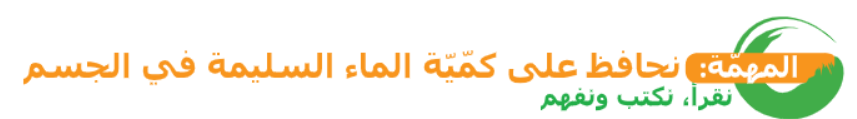 المهمّة: نحافظ على كمّيّة الماء السليمة في الجسم
نقرأ، نكتب ونفهم